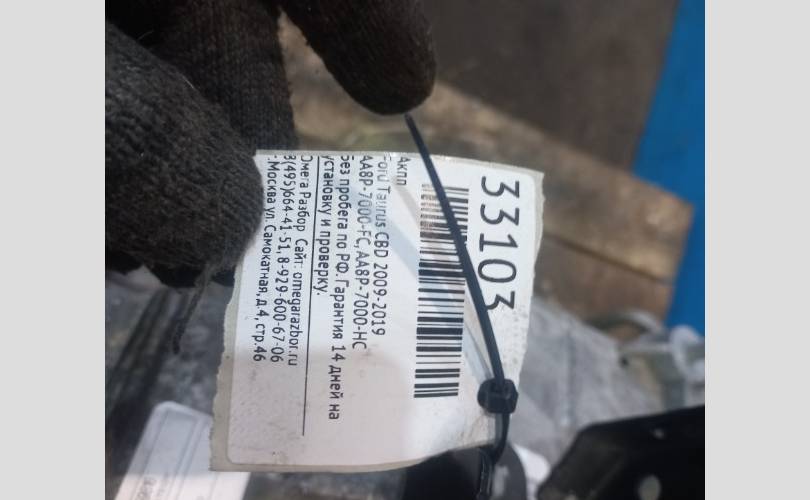 33103
Акпп
Ford Taurus CBD 2009-2019
AA8P-7000-FC, AA8P-7000-HC
Без пробега по РФ. Гарантия 14 дней на
установку и проверку.
Омега Разбор Сайт: omegarazbor.ru
8(495)664-41-51, 8-929-600-67-06
г.Москва ул. Самокатная, д.4, стр.46